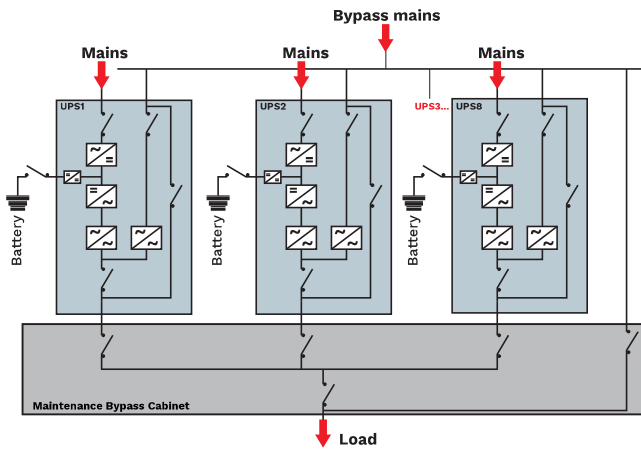 Bypass mains
Mains
Mains
Mains
UPS1
UPS2
UPS3...
UPS8
Battery
Battery
Battery
Maintenance Bypass Cabinet
Load